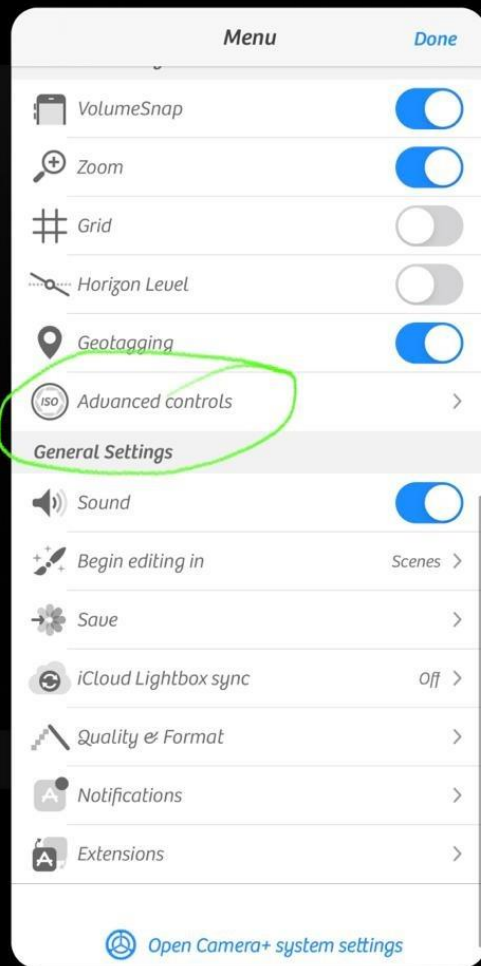 Menu
Done
VolumeSnap
Zoom
Grid
Horizon Level
Geotagging
ISO Advanced controls
General Settings
Sound
Begin editing in Scenes
Save
iCloud Lightbox sync Off
Quality & Format
Notifications
Extensions
Open Camera+ system settings